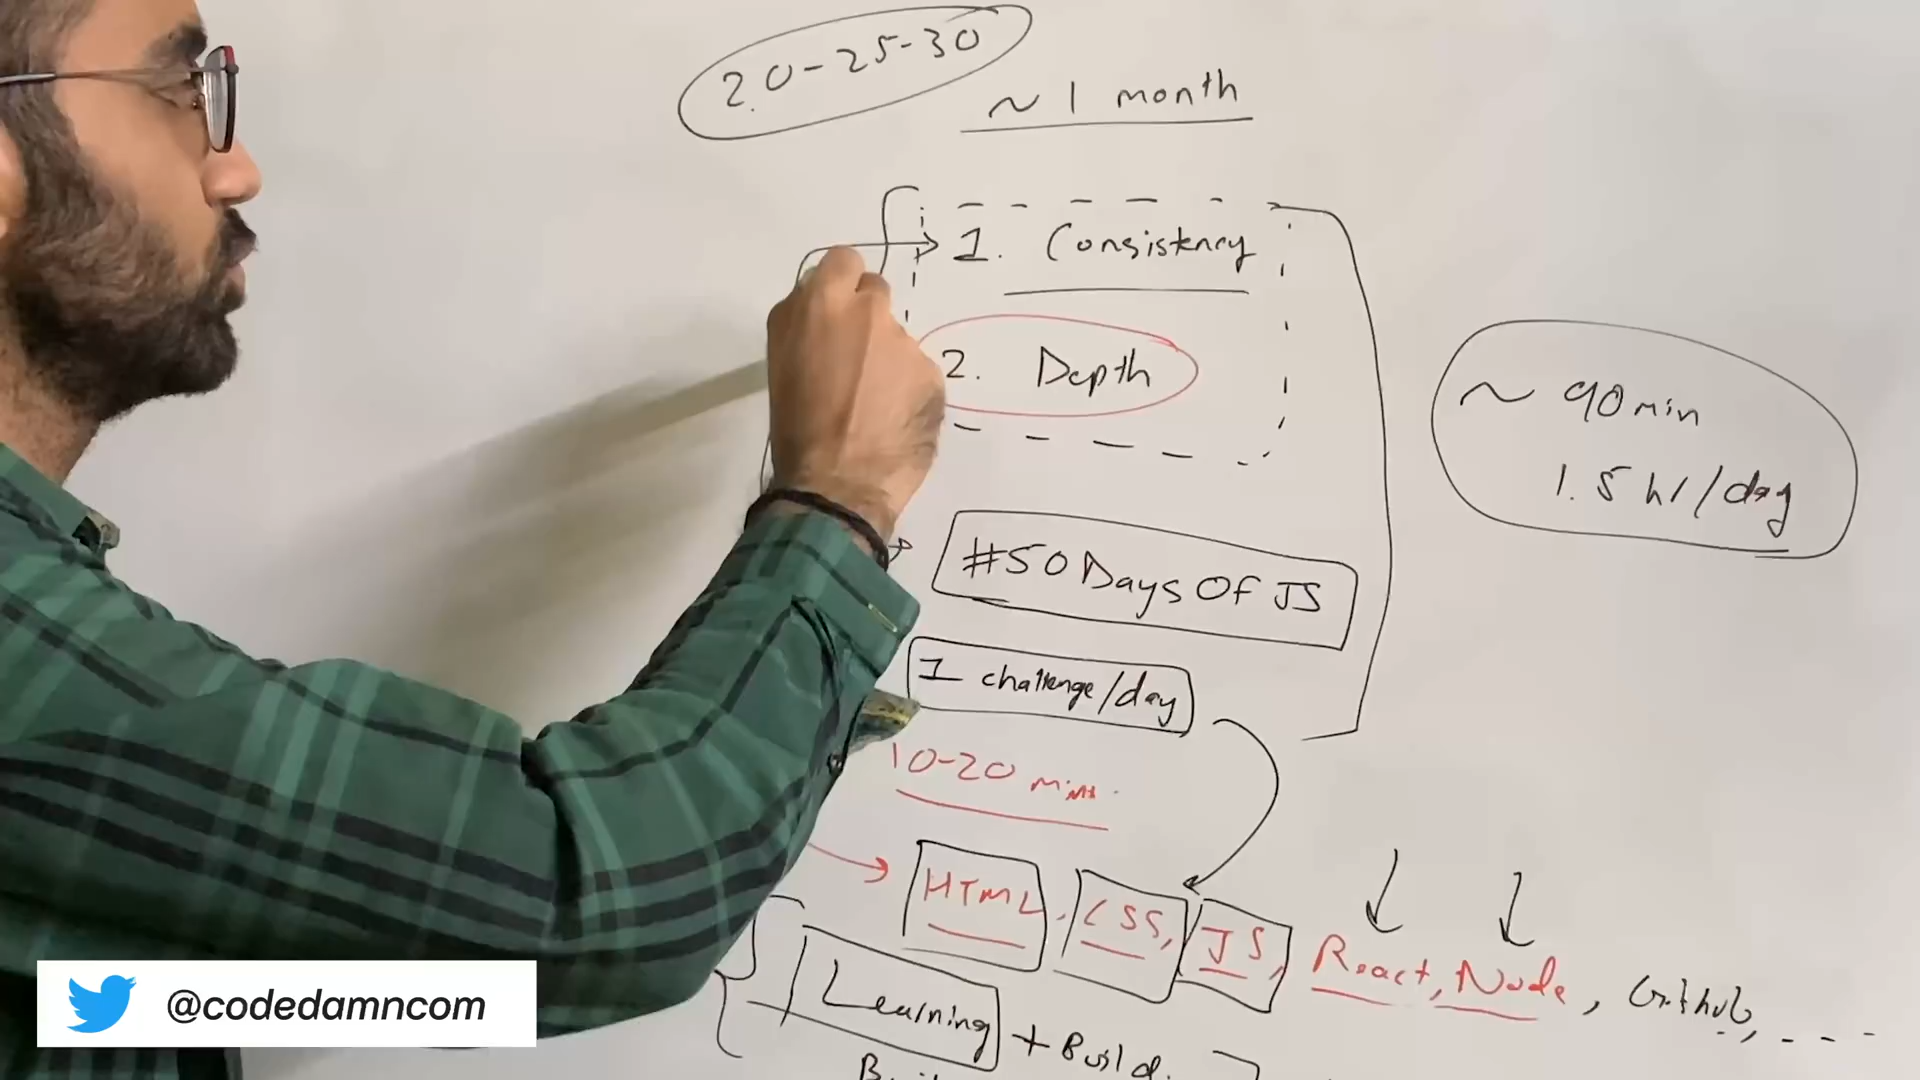 20-25-30
~ 1 month
1. Consistency
2. Depth
~ 90 min
1.5 hr/day
#50DaysOfJS
1 challenge/day
10-20 mins.
HTML, CSS, JS, React, Node, Github, - - - -
Learning + Build.
@codedamncom